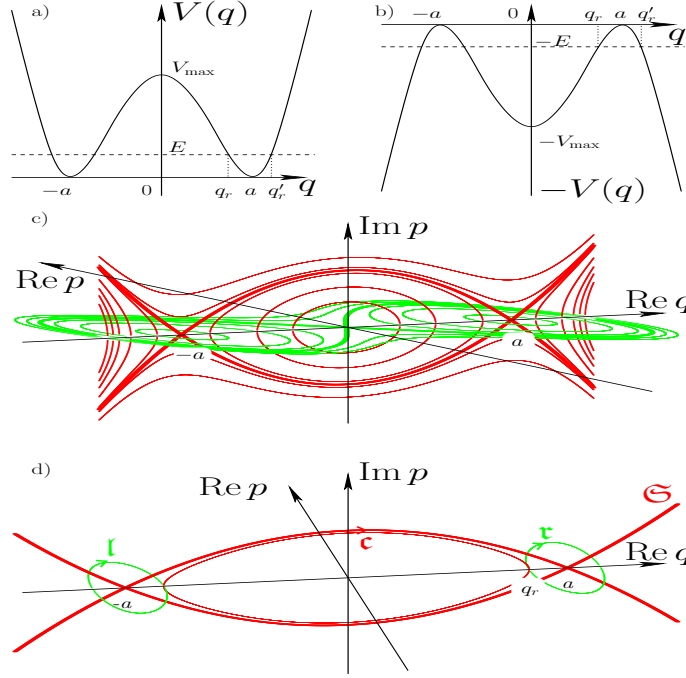 a)
V(q)
V_max
E
−a
0
q_r
a
q′_r
q
b)
−a
0
q_r
a
q′_r
q
−E
−V_max
−V(q)
c)
Im p
Re p
Re q
−a
a
d)
Re p
Im p
𝔖
𝔩
𝔠
𝔯
Re q
-a
q_r
a